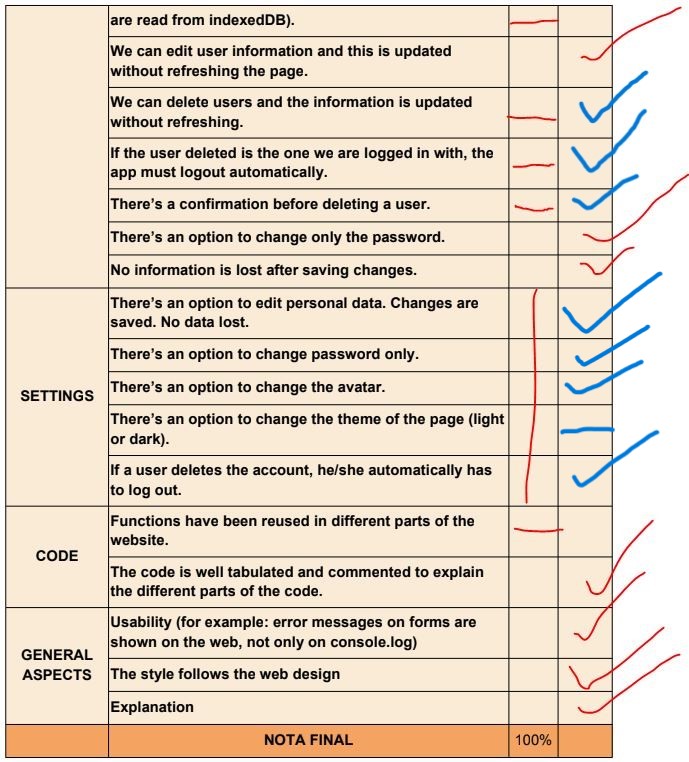 are read from indexedDB).
We can edit user information and this is updated
without refreshing the page.
We can delete users and the information is updated
without refreshing.
If the user deleted is the one we are logged in with, the
app must logout automatically.
There's a confirmation before deleting a user.
There's an option to change only the password.
No information is lost after saving changes.
SETTINGS
There's an option to edit personal data. Changes are
saved. No data lost.
There's an option to change password only.
There's an option to change the avatar.
There's an option to change the theme of the page (light
or dark).
If a user deletes the account, he/she automatically has
to log out.
CODE
Functions have been reused in different parts of the
website.
The code is well tabulated and commented to explain
the different parts of the code.
GENERAL
ASPECTS
Usability (for example: error messages on forms are
shown on the web, not only on console.log)
The style follows the web design
Explanation
NOTA FINAL 100%